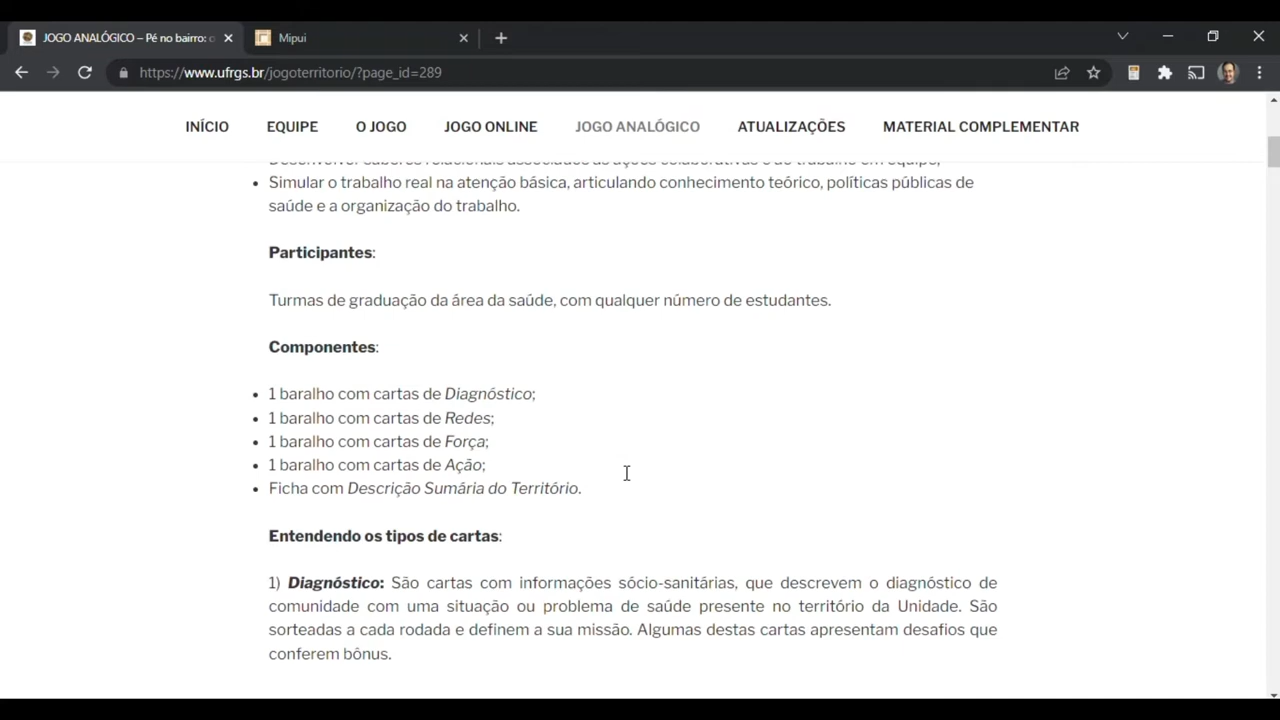 JOGO ANALÓGICO – Pé no bairro: o
Mipui
https://www.ufrgs.br/jogoterritorio/?page_id=289
INÍCIO EQUIPE O JOGO JOGO ONLINE JOGO ANALÓGICO ATUALIZAÇÕES MATERIAL COMPLEMENTAR
Desenvolver saberes relacionais associados às ações colaborativas e ao trabalho em equipe;
Simular o trabalho real na atenção básica, articulando conhecimento teórico, políticas públicas de
saúde e a organização do trabalho.
Participantes:
Turmas de graduação da área da saúde, com qualquer número de estudantes.
Componentes:
1 baralho com cartas de Diagnóstico;
1 baralho com cartas de Redes;
1 baralho com cartas de Força;
1 baralho com cartas de Ação;
Ficha com Descrição Sumária do Território.
Entendendo os tipos de cartas:
1) Diagnóstico: São cartas com informações sócio-sanitárias, que descrevem o diagnóstico de
comunidade com uma situação ou problema de saúde presente no território da Unidade. São
sorteadas a cada rodada e definem a sua missão. Algumas destas cartas apresentam desafios que
conferem bônus.